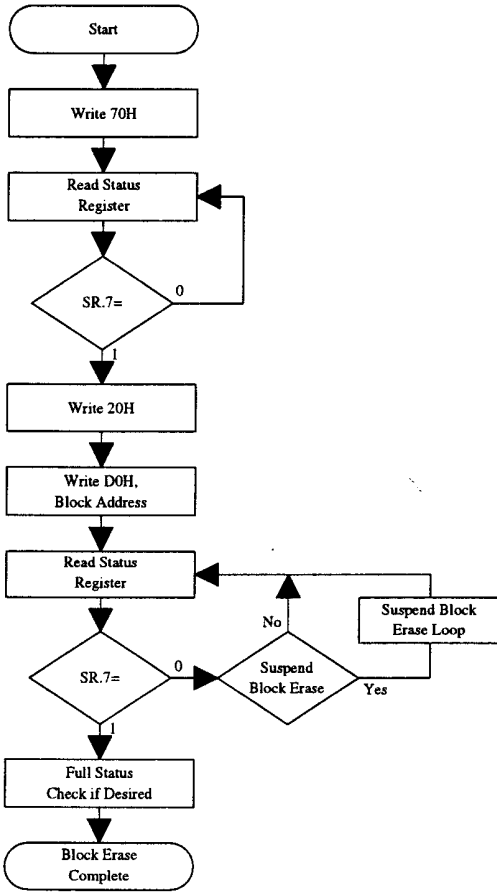 Start
Write 70H
Read Status
Register
SR.7=
0
1
Write 20H
Write D0H,
Block Address
Read Status
Register
SR.7=
0
1
Suspend
Block Erase
No
Yes
Suspend Block
Erase Loop
Full Status
Check if Desired
Block Erase
Complete